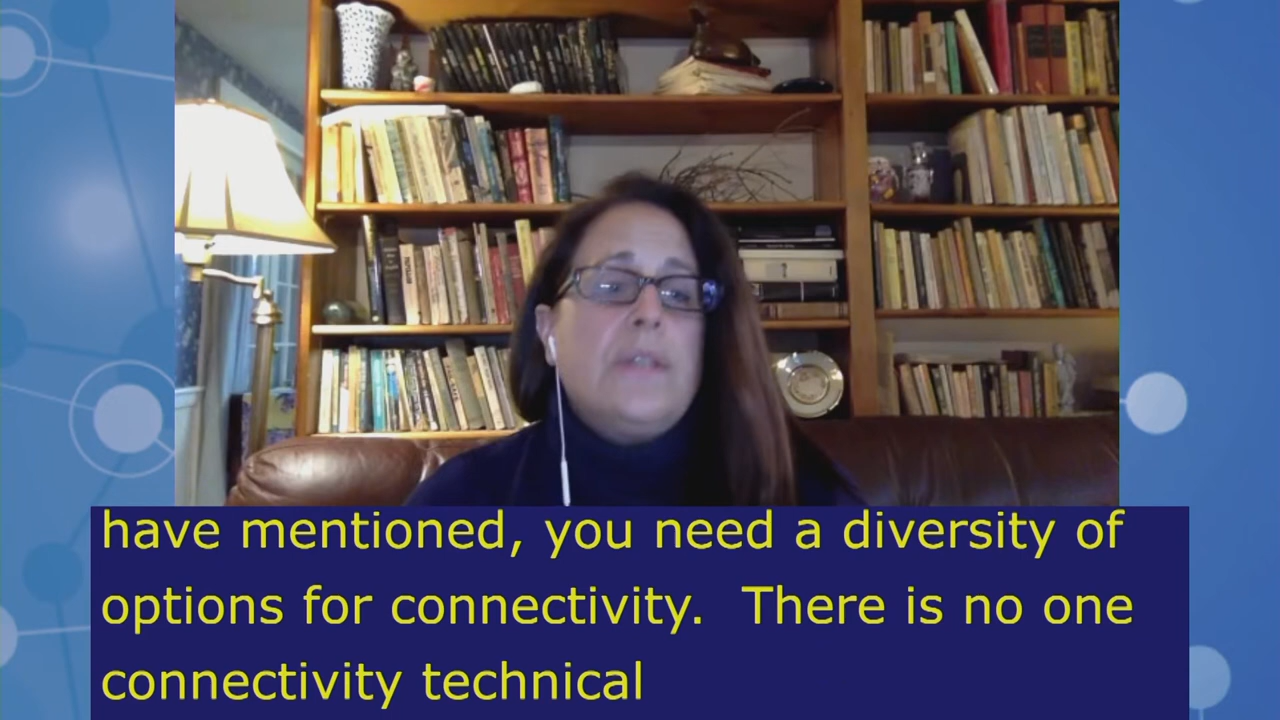 have mentioned, you need a diversity of
options for connectivity.  There is no one
connectivity technical